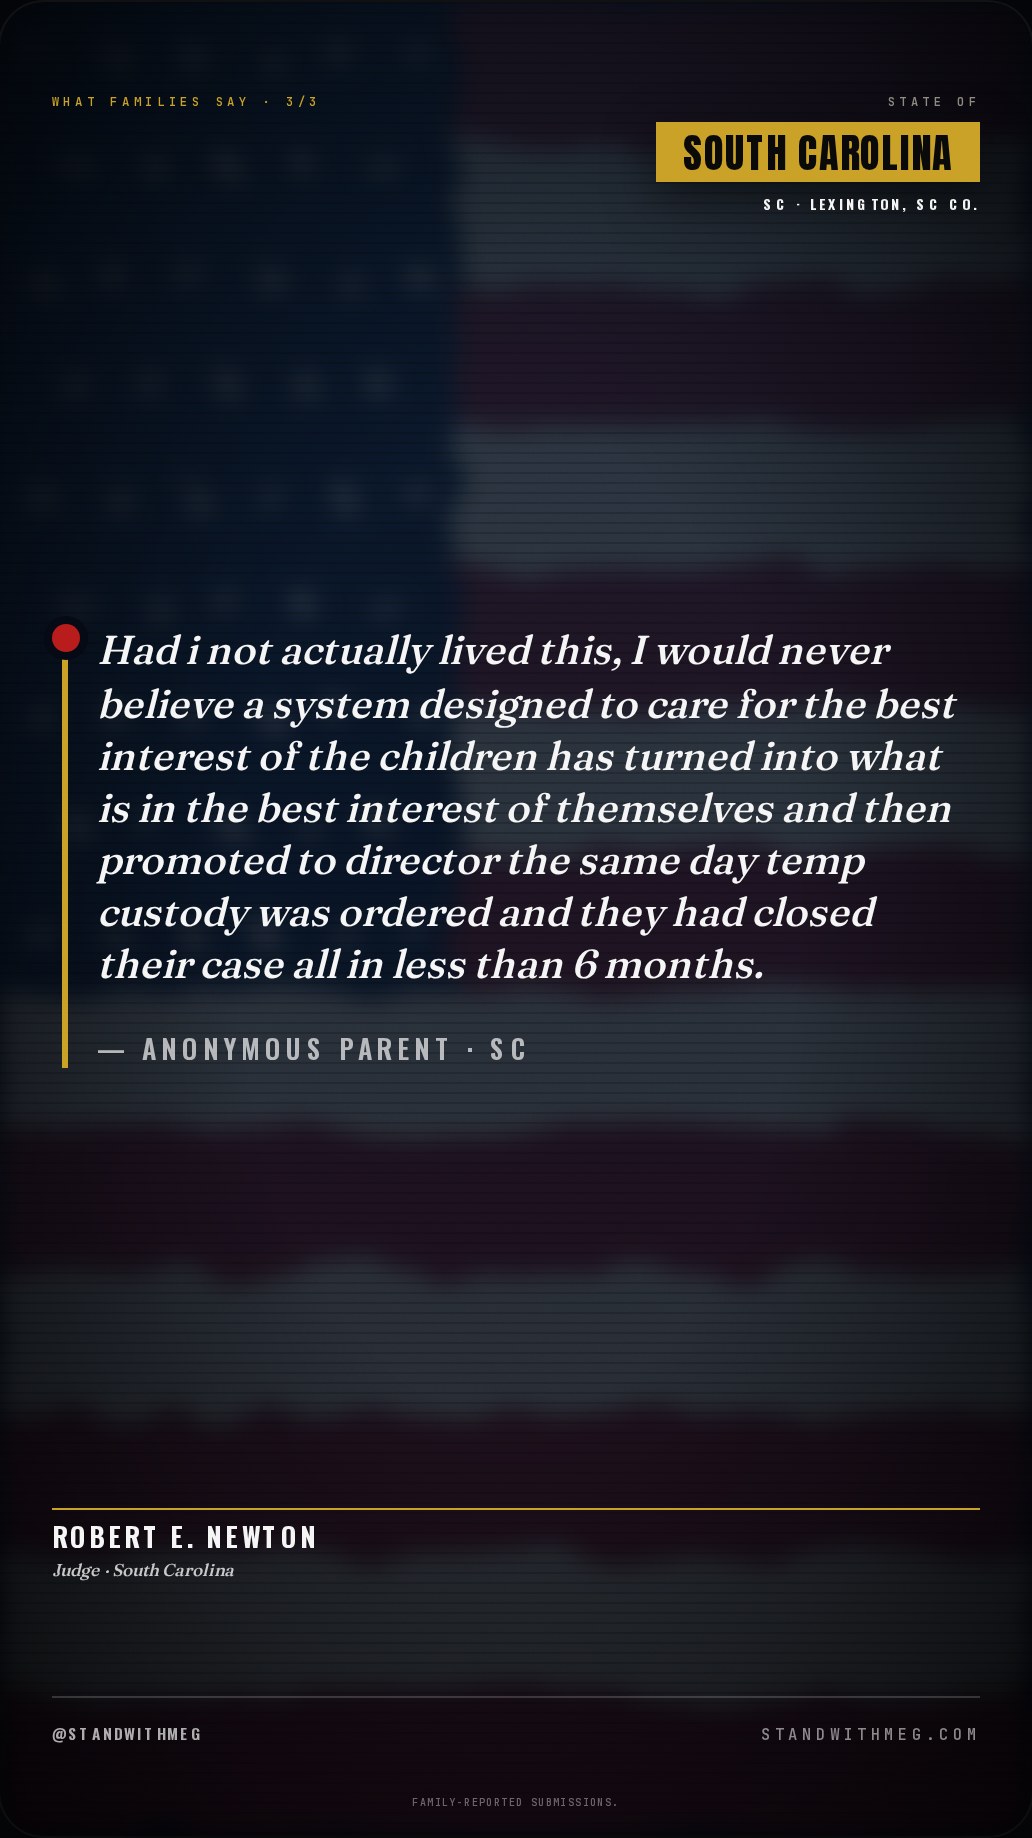 WHAT FAMILIES SAY · 3/3
STATE OF
SOUTH CAROLINA
SC · LEXINGTON, SC CO.
Had i not actually lived this, I would never
believe a system designed to care for the best
interest of the children has turned into what
is in the best interest of themselves and then
promoted to director the same day temp
custody was ordered and they had closed
their case all in less than 6 months.
— ANONYMOUS PARENT · SC
ROBERT E. NEWTON
Judge · South Carolina
@STANDWITHMEG
STANDWITHMEG.COM
FAMILY-REPORTED SUBMISSIONS.